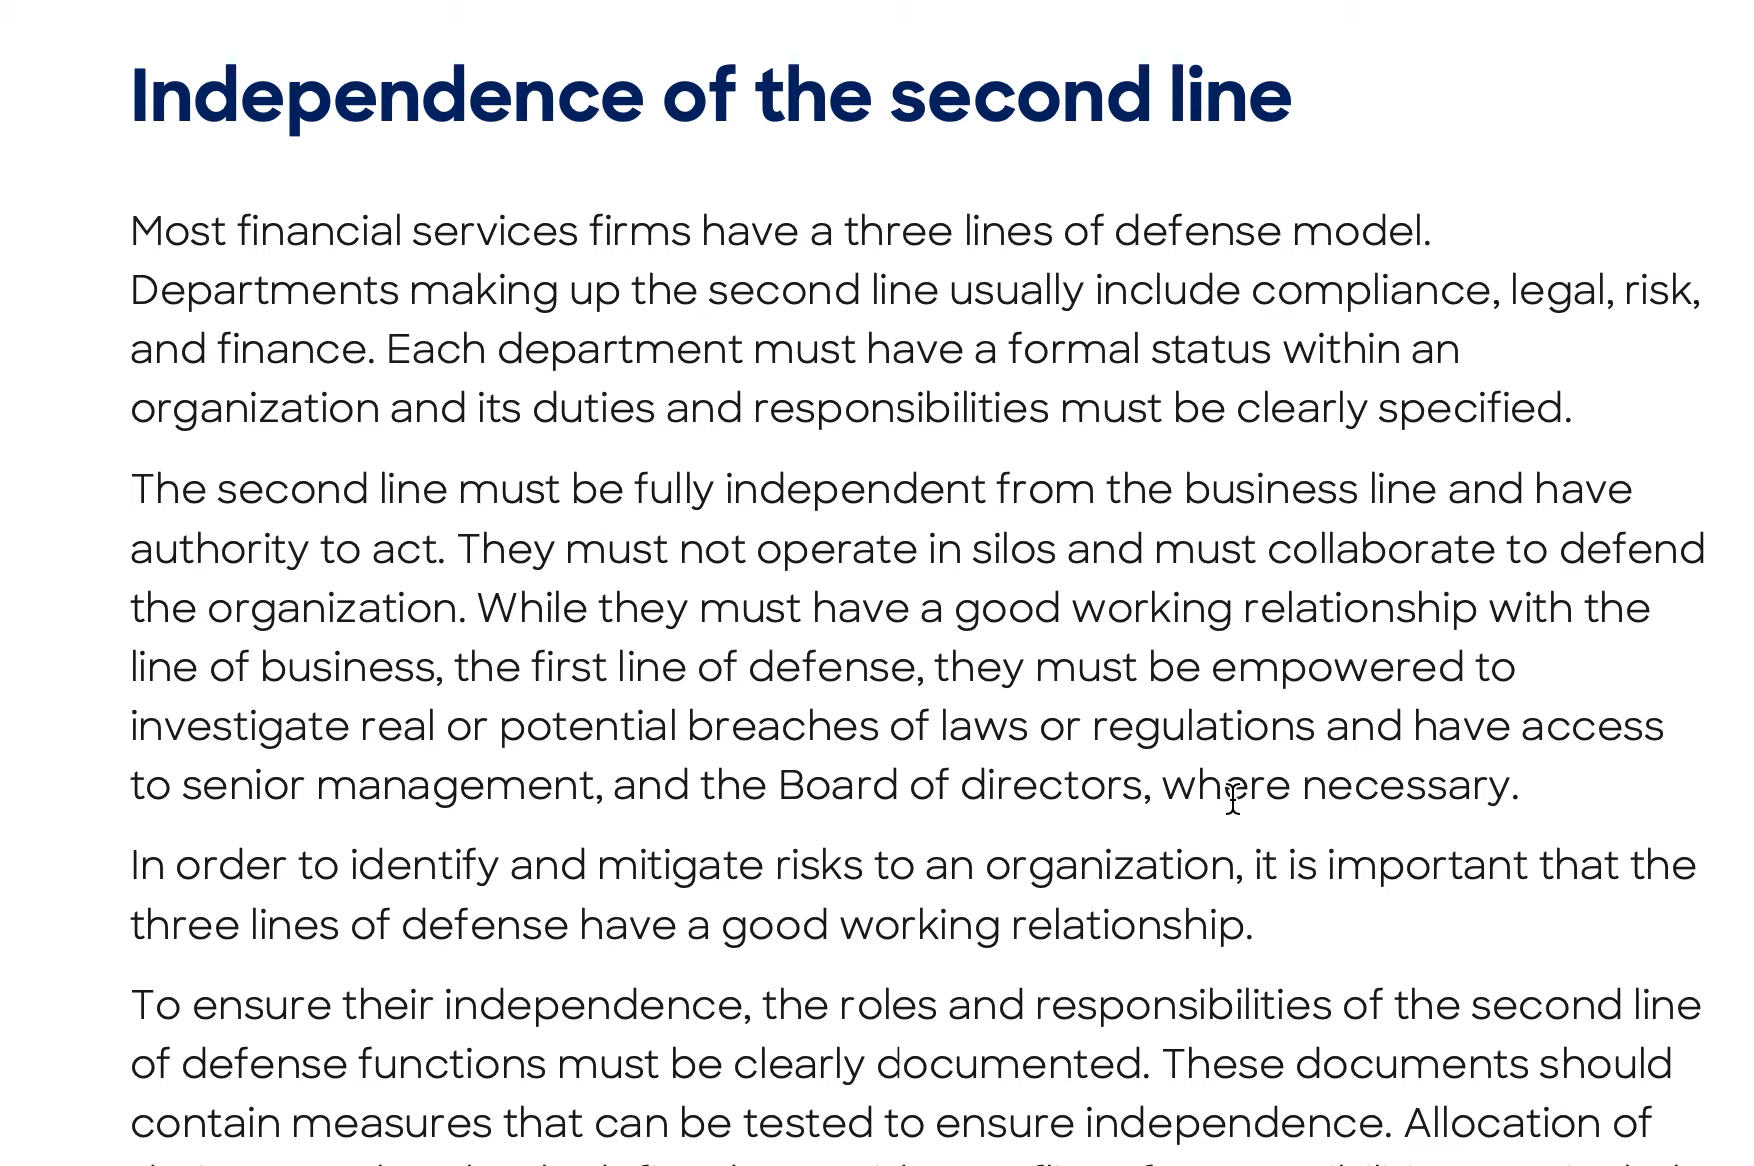 Independence of the second line
Most financial services firms have a three lines of defense model.
Departments making up the second line usually include compliance, legal, risk,
and finance. Each department must have a formal status within an
organization and its duties and responsibilities must be clearly specified.
The second line must be fully independent from the business line and have
authority to act. They must not operate in silos and must collaborate to defend
the organization. While they must have a good working relationship with the
line of business, the first line of defense, they must be empowered to
investigate real or potential breaches of laws or regulations and have access
to senior management, and the Board of directors, where necessary.
In order to identify and mitigate risks to an organization, it is important that the
three lines of defense have a good working relationship.
To ensure their independence, the roles and responsibilities of the second line
of defense functions must be clearly documented. These documents should
contain measures that can be tested to ensure independence. Allocation of